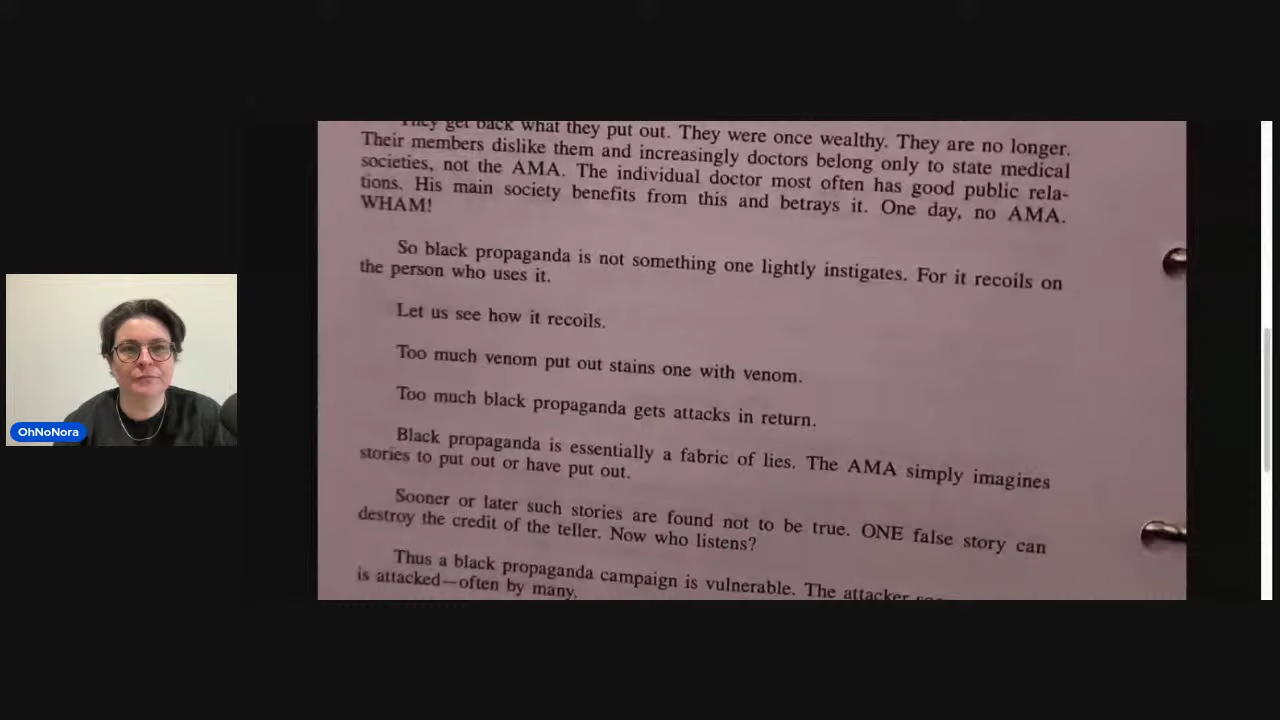 They get back what they put out. They were once wealthy. They are no longer.
Their members dislike them and increasingly doctors belong only to state medical
societies, not the AMA. The individual doctor most often has good public rela-
tions. His main society benefits from this and betrays it. One day, no AMA.
WHAM!
So black propaganda is not something one lightly instigates. For it recoils on
the person who uses it.
Let us see how it recoils.
Too much venom put out stains one with venom.
Too much black propaganda gets attacks in return.
Black propaganda is essentially a fabric of lies. The AMA simply imagines
stories to put out or have put out.
Sooner or later such stories are found not to be true. ONE false story can
destroy the credit of the teller. Now who listens?
Thus a black propaganda campaign is vulnerable. The attacker
is attacked—often by many.
OhNoNora